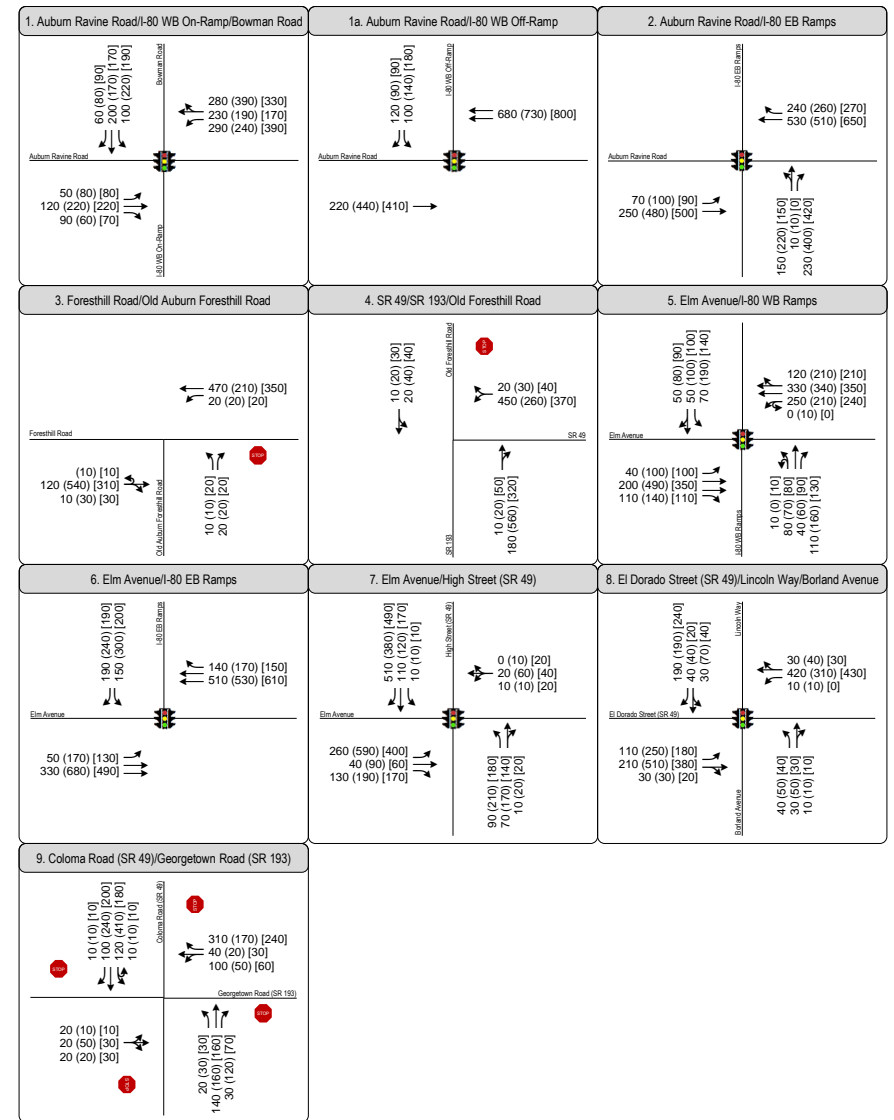 1. Auburn Ravine Road/I-80 WB On-Ramp/Bowman Road
60 (80) [90]
200 (170) [170]
100 (220) [190]
Bowman Road
280 (390) [330]
230 (190) [170]
290 (240) [390]
Auburn Ravine Road
50 (80) [80]
120 (220) [220]
90 (60) [70]
I-80 WB On-Ramp
1a. Auburn Ravine Road/I-80 WB Off-Ramp
120 (90) [90]
100 (140) [180]
I-80 WB Off-Ramp
680 (730) [800]
Auburn Ravine Road
220 (440) [410]
2. Auburn Ravine Road/I-80 EB Ramps
I-80 EB Ramps
240 (260) [270]
530 (510) [650]
Auburn Ravine Road
70 (100) [90]
250 (480) [500]
150 (220) [150]
10 (10) [0]
230 (400) [420]
3. Foresthill Road/Old Auburn Foresthill Road
470 (210) [350]
20 (20) [20]
Foresthill Road
(10) [10]
120 (540) [310]
10 (30) [30]
Old Auburn Foresthill Road
10 (10) [20]
20 (20) [20]
STOP
4. SR 49/SR 193/Old Foresthill Road
10 (20) [30]
20 (40) [40]
Old Foresthill Road
STOP
20 (30) [40]
450 (260) [370]
SR 49
SR 193
10 (20) [50]
180 (560) [320]
5. Elm Avenue/I-80 WB Ramps
50 (80) [90]
50 (100) [100]
70 (190) [140]
120 (210) [210]
330 (340) [350]
250 (210) [240]
0 (10) [0]
Elm Avenue
40 (100) [100]
200 (490) [350]
110 (140) [110]
I-80 WB Ramps
10 (0) [10]
80 (70) [80]
40 (60) [90]
110 (160) [130]
6. Elm Avenue/I-80 EB Ramps
190 (240) [190]
150 (300) [200]
I-80 EB Ramps
140 (170) [150]
510 (530) [610]
Elm Avenue
50 (170) [130]
330 (680) [490]
7. Elm Avenue/High Street (SR 49)
510 (380) [490]
110 (120) [170]
10 (10) [10]
High Street (SR 49)
0 (10) [20]
20 (60) [40]
10 (10) [20]
Elm Avenue
260 (590) [400]
40 (90) [60]
130 (190) [170]
90 (210) [180]
70 (170) [140]
10 (20) [20]
8. El Dorado Street (SR 49)/Lincoln Way/Borland Avenue
190 (190) [240]
40 (40) [20]
30 (70) [40]
Lincoln Way
30 (40) [30]
420 (310) [430]
10 (10) [0]
El Dorado Street (SR 49)
110 (250) [180]
210 (510) [380]
30 (30) [20]
Borland Avenue
40 (50) [40]
30 (50) [30]
10 (10) [10]
9. Coloma Road (SR 49)/Georgetown Road (SR 193)
10 (10) [10]
100 (240) [200]
120 (410) [180]
10 (10) [10]
Coloma Road (SR 49)
STOP
310 (170) [240]
40 (20) [30]
100 (50) [60]
STOP
Georgetown Road (SR 193)
STOP
20 (10) [10]
20 (50) [30]
20 (20) [30]
STOP
20 (30) [30]
140 (160) [160]
30 (120) [70]